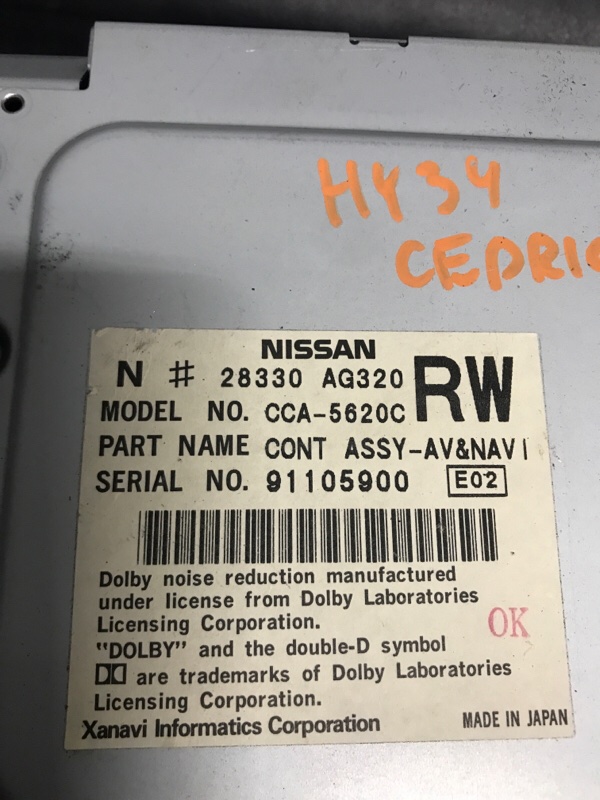 HY34
CEDRIC
NISSAN
N # 28330 AG320 RW
MODEL NO. CCA-5620C
PART NAME CONT ASSY-AV&NAVI
SERIAL NO. 91105900 E02
Dolby noise reduction manufactured
under license from Dolby Laboratories
Licensing Corporation.
OK
"DOLBY" and the double-D symbol
are trademarks of Dolby Laboratories
Licensing Corporation.
Xanavi Informatics Corporation MADE IN JAPAN